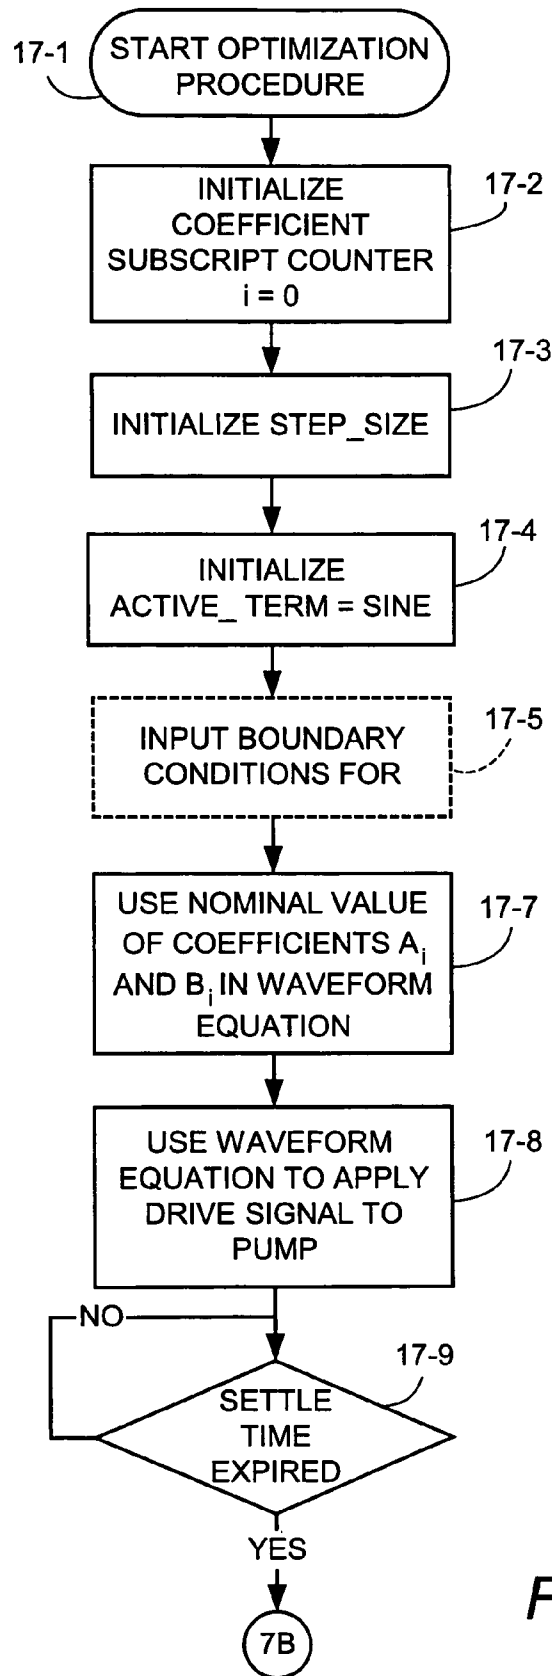 17-1
START OPTIMIZATION
PROCEDURE
17-2
INITIALIZE
COEFFICIENT
SUBSCRIPT COUNTER
i = 0
17-3
INITIALIZE STEP_SIZE
17-4
INITIALIZE
ACTIVE_ TERM = SINE
17-5
INPUT BOUNDARY
CONDITIONS FOR
17-7
USE NOMINAL VALUE
OF COEFFICIENTS Ai
AND Bi IN WAVEFORM
EQUATION
17-8
USE WAVEFORM
EQUATION TO APPLY
DRIVE SIGNAL TO
PUMP
NO
17-9
SETTLE
TIME
EXPIRED
YES
7B
F